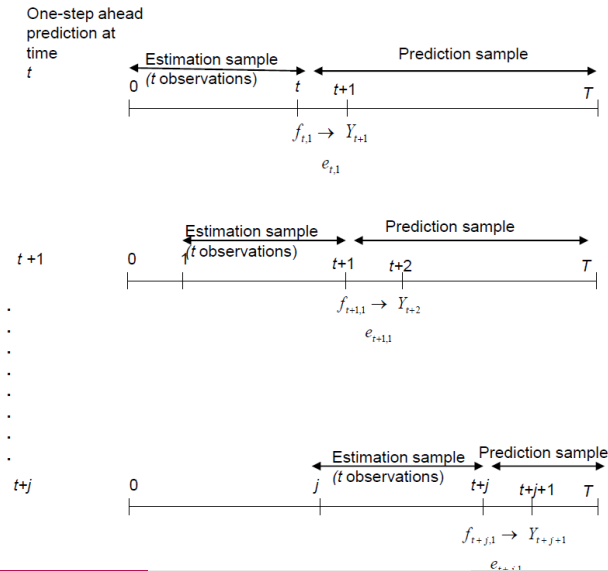 One-step ahead
prediction at
time
t
Estimation sample
(t observations)
Prediction sample
0
t
t+1
T
f_{t,1} → Y_{t+1}
e_{t,1}
Estimation sample
(t observations)
Prediction sample
t +1
0
1
t+1
t+2
T
f_{t+1,1} → Y_{t+2}
e_{t+1,1}
.
.
.
.
.
.
.
.
.
Estimation sample
(t observations)
Prediction sample
t+j
0
j
t+j
t+j+1
T
f_{t+j,1} → Y_{t+j+1}
e_{t+j,1}